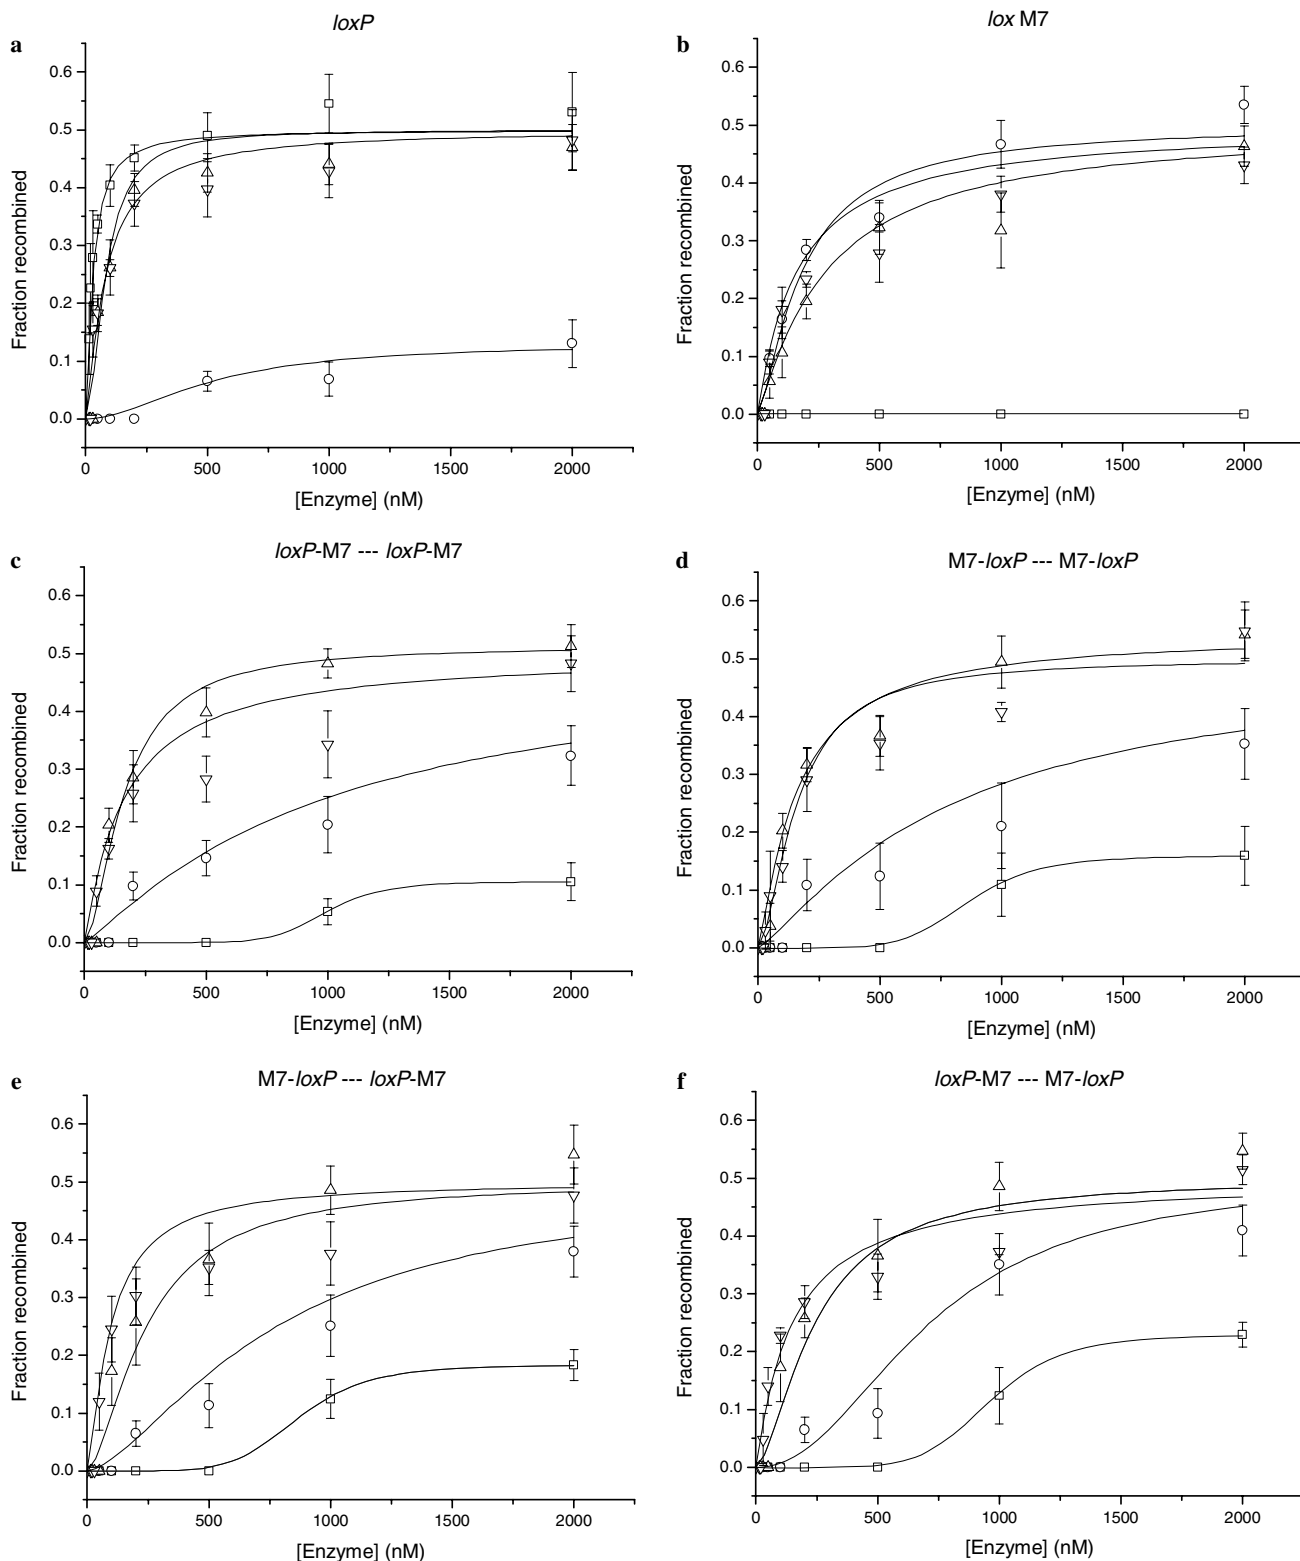 a
loxP
0.6
0.5
0.4
0.3
0.2
0.1
0.0
Fraction recombined
0 500 1000 1500 2000
[Enzyme] (nM)
b
lox M7
0.6
0.5
0.4
0.3
0.2
0.1
0.0
Fraction recombined
0 500 1000 1500 2000
[Enzyme] (nM)
c
loxP-M7 --- loxP-M7
0.6
0.5
0.4
0.3
0.2
0.1
0.0
Fraction recombined
0 500 1000 1500 2000
[Enzyme] (nM)
d
M7-loxP --- M7-loxP
0.6
0.5
0.4
0.3
0.2
0.1
0.0
Fraction recombined
0 500 1000 1500 2000
[Enzyme] (nM)
e
M7-loxP --- loxP-M7
0.6
0.5
0.4
0.3
0.2
0.1
0.0
Fraction recombined
0 500 1000 1500 2000
[Enzyme] (nM)
f
loxP-M7 --- M7-loxP
0.6
0.5
0.4
0.3
0.2
0.1
0.0
Fraction recombined
0 500 1000 1500 2000
[Enzyme] (nM)